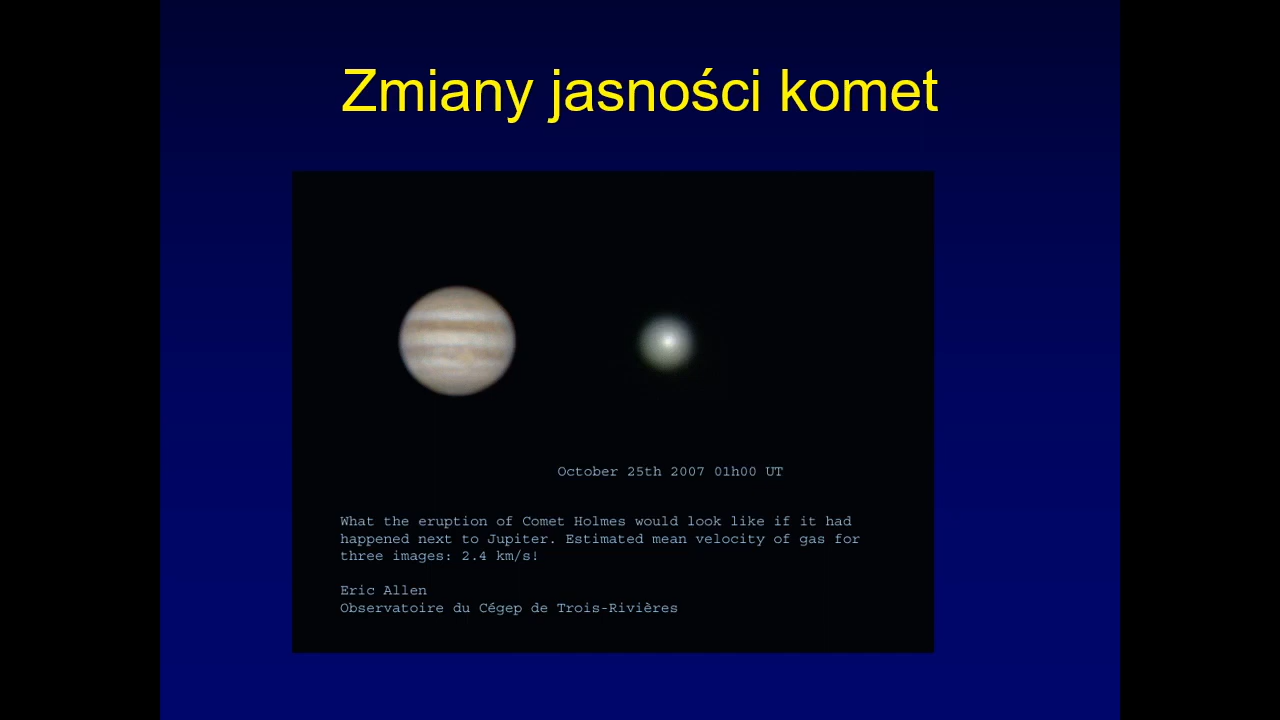 Zmiany jasności komet
October 25th 2007 01h00 UT
What the eruption of Comet Holmes would look like if it had
happened next to Jupiter. Estimated mean velocity of gas for
three images: 2.4 km/s!
Eric Allen
Observatoire du Cégep de Trois-Rivières